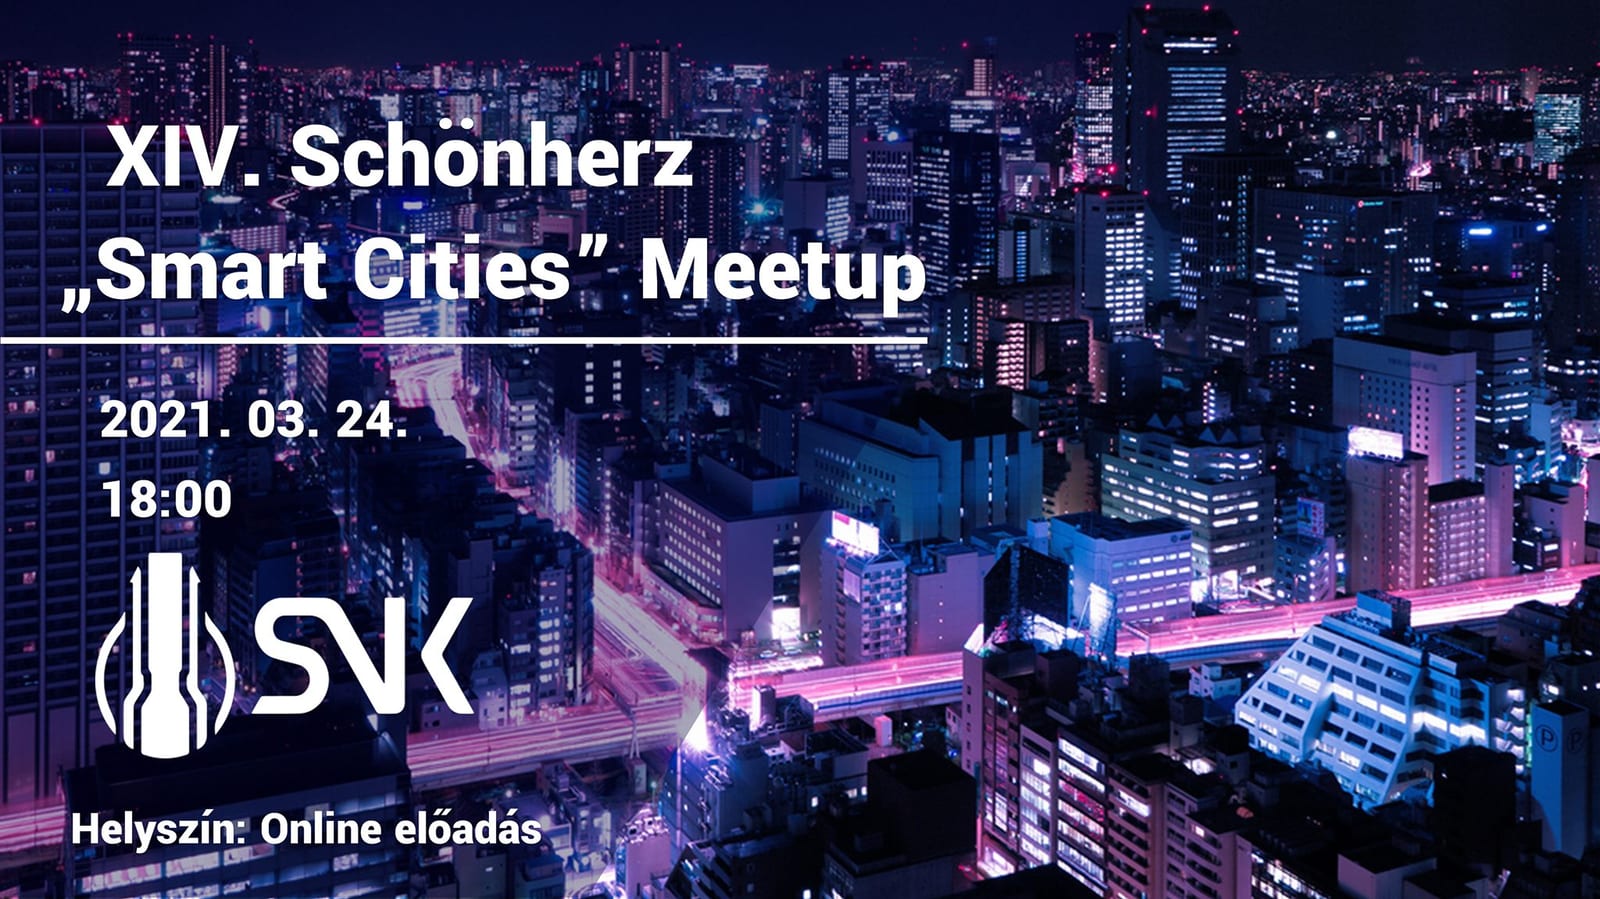 XIV. Schönherz
„Smart Cities” Meetup
2021. 03. 24.
18:00
SVK
Helyszín: Online előadás